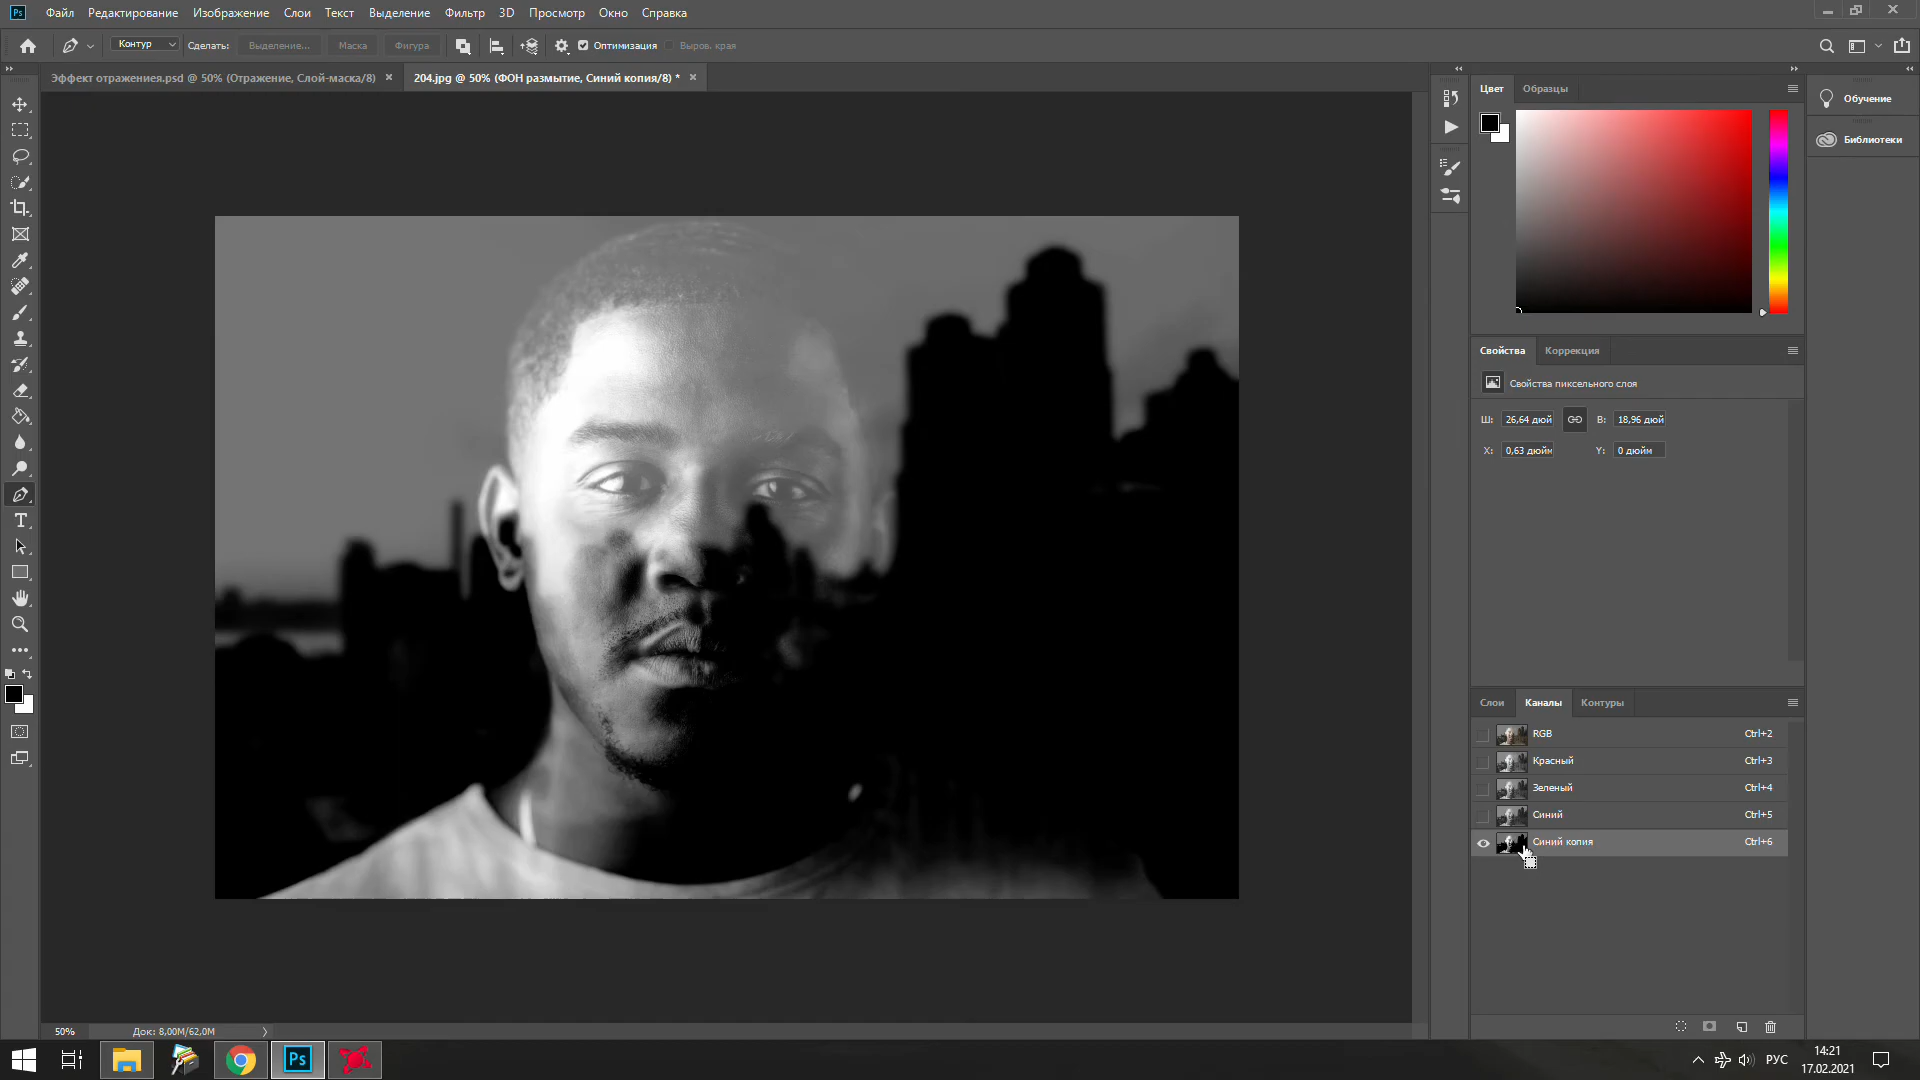 Ps Файл Редактирование Изображение Слои Текст Выделение Фильтр 3D Просмотр Окно Справка
Контур Сделать: Выделение... Маска Фигура Оптимизация Выров. края
Эффект отражениея.psd @ 50% (Отражение, Слой-маска/8) × 204.jpg @ 50% (ФОН размытие, Синий копия/8) * ×
Цвет Образцы
Обучение
Библиотеки
Свойства Коррекция
Свойства пиксельного слоя
Ш: 26,64 дюй В: 18,96 дюй
X: 0,63 дюйм Y: 0 дюйм
Слои Каналы Контуры
RGB Ctrl+2
Красный Ctrl+3
Зеленый Ctrl+4
Синий Ctrl+5
Синий копия Ctrl+6
50% Док: 8,00M/62,0M
Ps РУС 14:21
17.02.2021